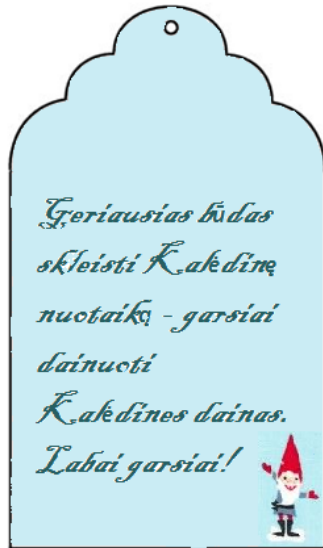 Geriausias būdas
skleisti Kalėdinę
nuotaiką - garsiai
dainuoti
Kalėdines dainas.
Labai garsiai!